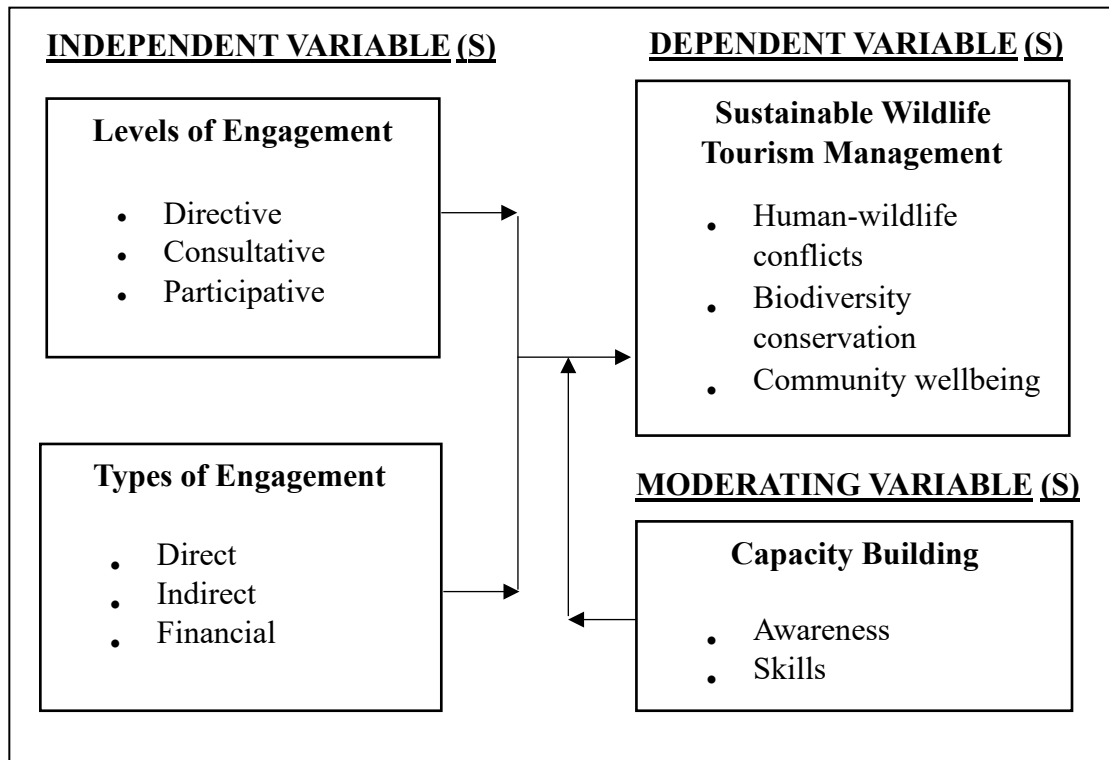 INDEPENDENT VARIABLE (S)
Levels of Engagement
• Directive
• Consultative
• Participative
Types of Engagement
• Direct
• Indirect
• Financial
DEPENDENT VARIABLE (S)
Sustainable Wildlife
Tourism Management
• Human-wildlife
conflicts
• Biodiversity
conservation
• Community wellbeing
MODERATING VARIABLE (S)
Capacity Building
• Awareness
• Skills